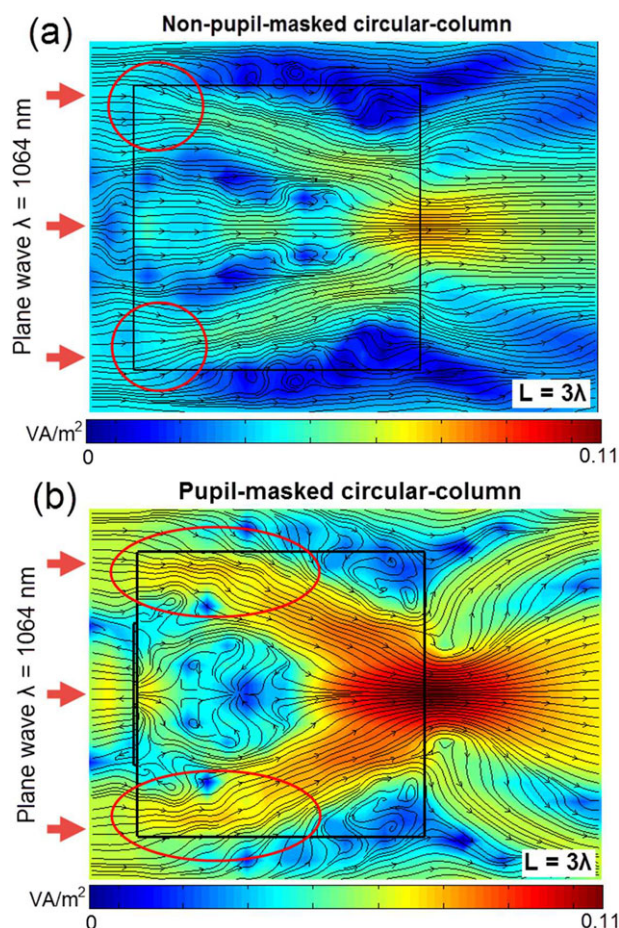 (a)
Non-pupil-masked circular-column
Plane wave λ = 1064 nm
L = 3λ
VA/m²
0
0.11
(b)
Pupil-masked circular-column
Plane wave λ = 1064 nm
L = 3λ
VA/m²
0
0.11